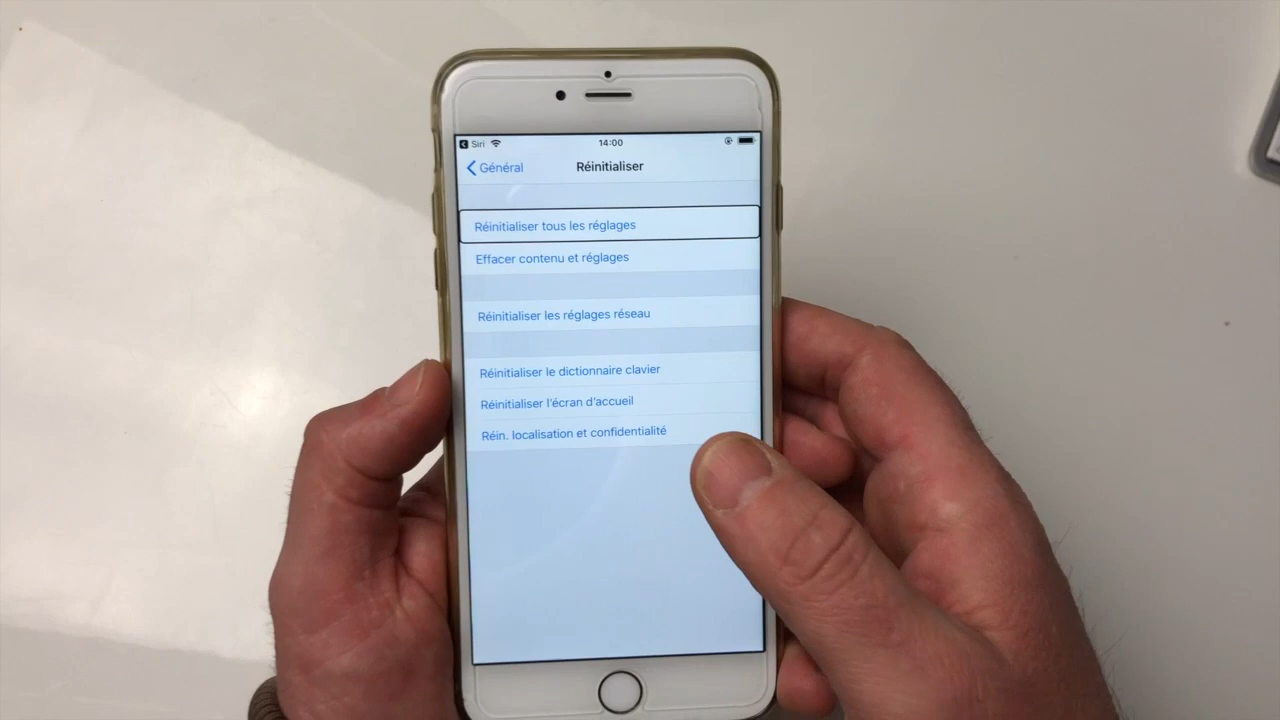 Siri 14:00
Général Réinitialiser
Réinitialiser tous les réglages
Effacer contenu et réglages
Réinitialiser les réglages réseau
Réinitialiser le dictionnaire clavier
Réinitialiser l'écran d'accueil
Réin. localisation et confidentialité